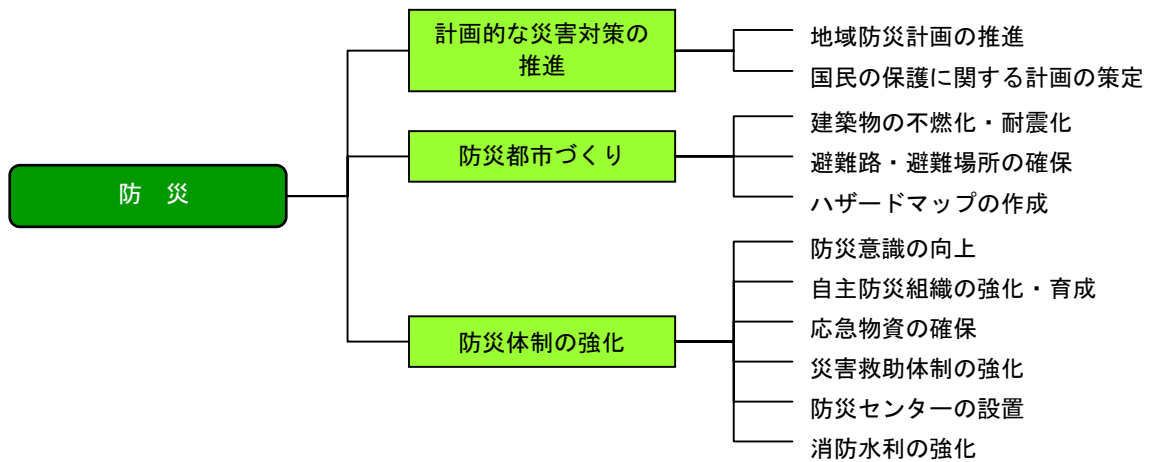 防　災
計画的な災害対策の
推進
地域防災計画の推進
国民の保護に関する計画の策定
防災都市づくり
建築物の不燃化・耐震化
避難路・避難場所の確保
ハザードマップの作成
防災体制の強化
防災意識の向上
自主防災組織の強化・育成
応急物資の確保
災害救助体制の強化
防災センターの設置
消防水利の強化